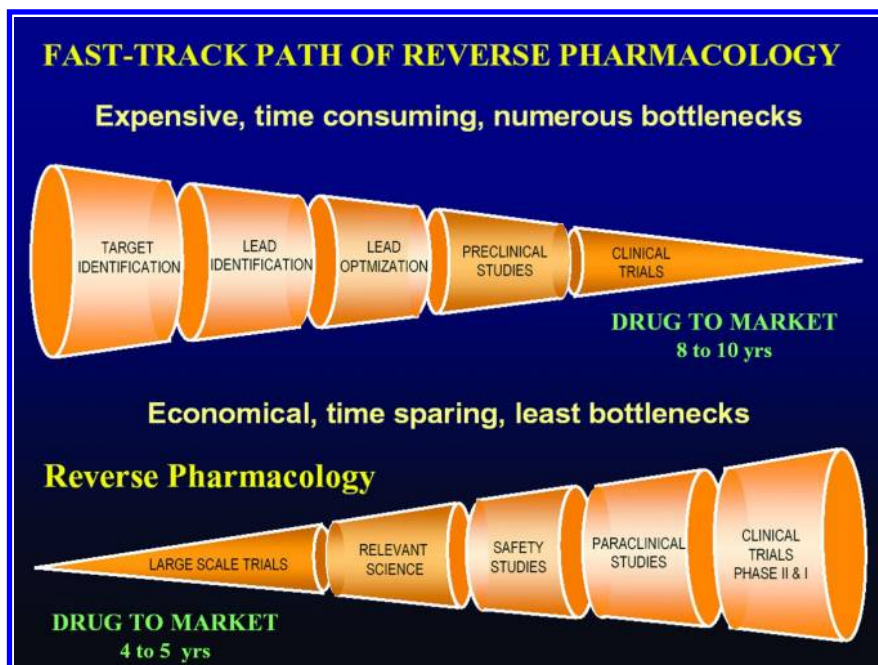 FAST-TRACK PATH OF REVERSE PHARMACOLOGY
Expensive, time consuming, numerous bottlenecks
TARGET
IDENTIFICATION
LEAD
IDENTIFICATION
LEAD
OPTMIZATION
PRECLINICAL
STUDIES
CLINICAL
TRIALS
DRUG TO MARKET
8 to 10 yrs
Economical, time sparing, least bottlenecks
Reverse Pharmacology
LARGE SCALE TRIALS
RELEVANT
SCIENCE
SAFETY
STUDIES
PARACLINICAL
STUDIES
CLINICAL
TRIALS
PHASE II & I
DRUG TO MARKET
4 to 5 yrs